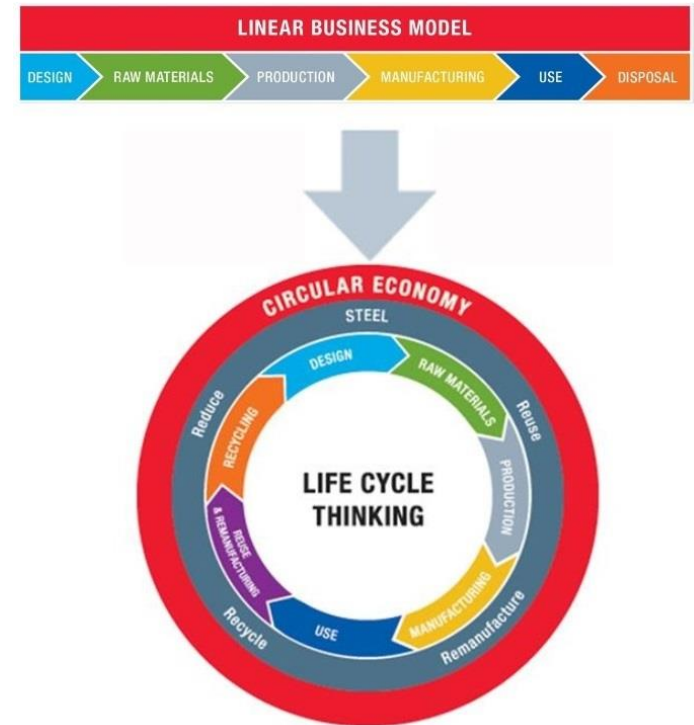 LINEAR BUSINESS MODEL
DESIGN RAW MATERIALS PRODUCTION MANUFACTURING USE DISPOSAL
CIRCULAR ECONOMY
STEEL
Reduce
Reuse
Remanufacture
Recycle
DESIGN
RAW MATERIALS
PRODUCTION
MANUFACTURING
USE
REUSE
& REMANUFACTURING
RECYCLING
LIFE CYCLE
THINKING